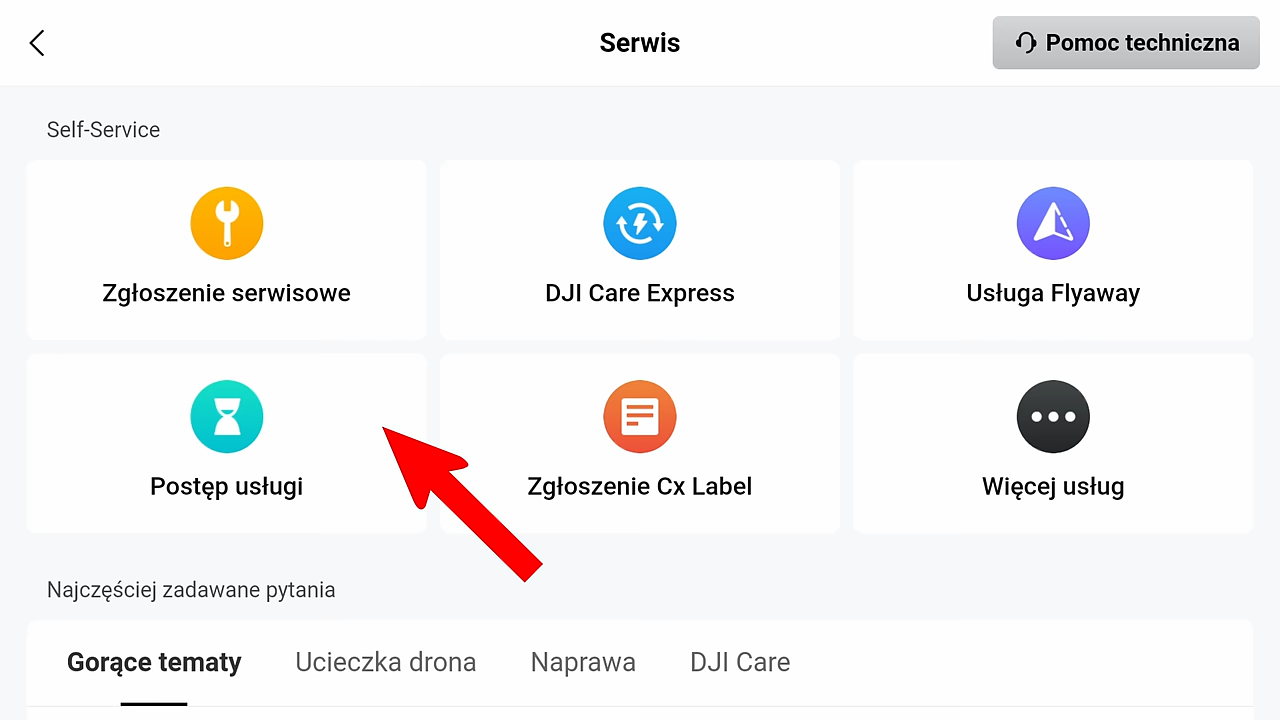 Serwis
Pomoc techniczna
Self-Service
Zgłoszenie serwisowe
DJI Care Express
Usługa Flyaway
Postęp usługi
Zgłoszenie Cx Label
Więcej usług
Najczęściej zadawane pytania
Gorące tematy
Ucieczka drona
Naprawa
DJI Care